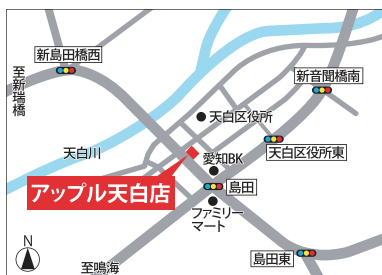 新島田橋西
至新瑞橋
新音聞橋南
天白区役所
天白川
愛知BK
天白区役所東
アップル天白店
島田
ファミリー
マート
N
島田東
至鳴海